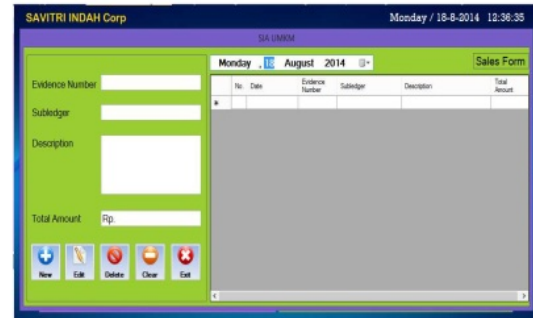 SAVITRI INDAH Corp
Monday / 18-8-2014 12:36:35
SIA UMKM
Monday , 18 August 2014
Sales Form
Evidence Number
Subledger
Description
Total Amount
Rp.
No. Date Evidence Number Subledger Description Total Amount
New Edit Delete Clear Exit